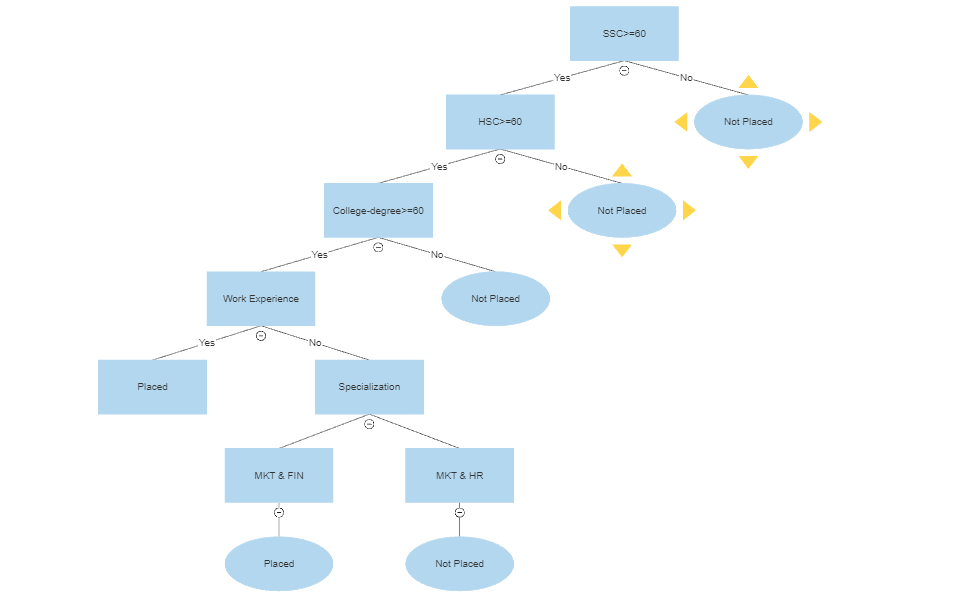 SSC>=60
Yes
No
HSC>=60
Not Placed
Yes
No
College-degree>=60
Not Placed
Yes
No
Work Experience
Not Placed
Yes
No
Placed
Specialization
MKT & FIN
MKT & HR
Placed
Not Placed